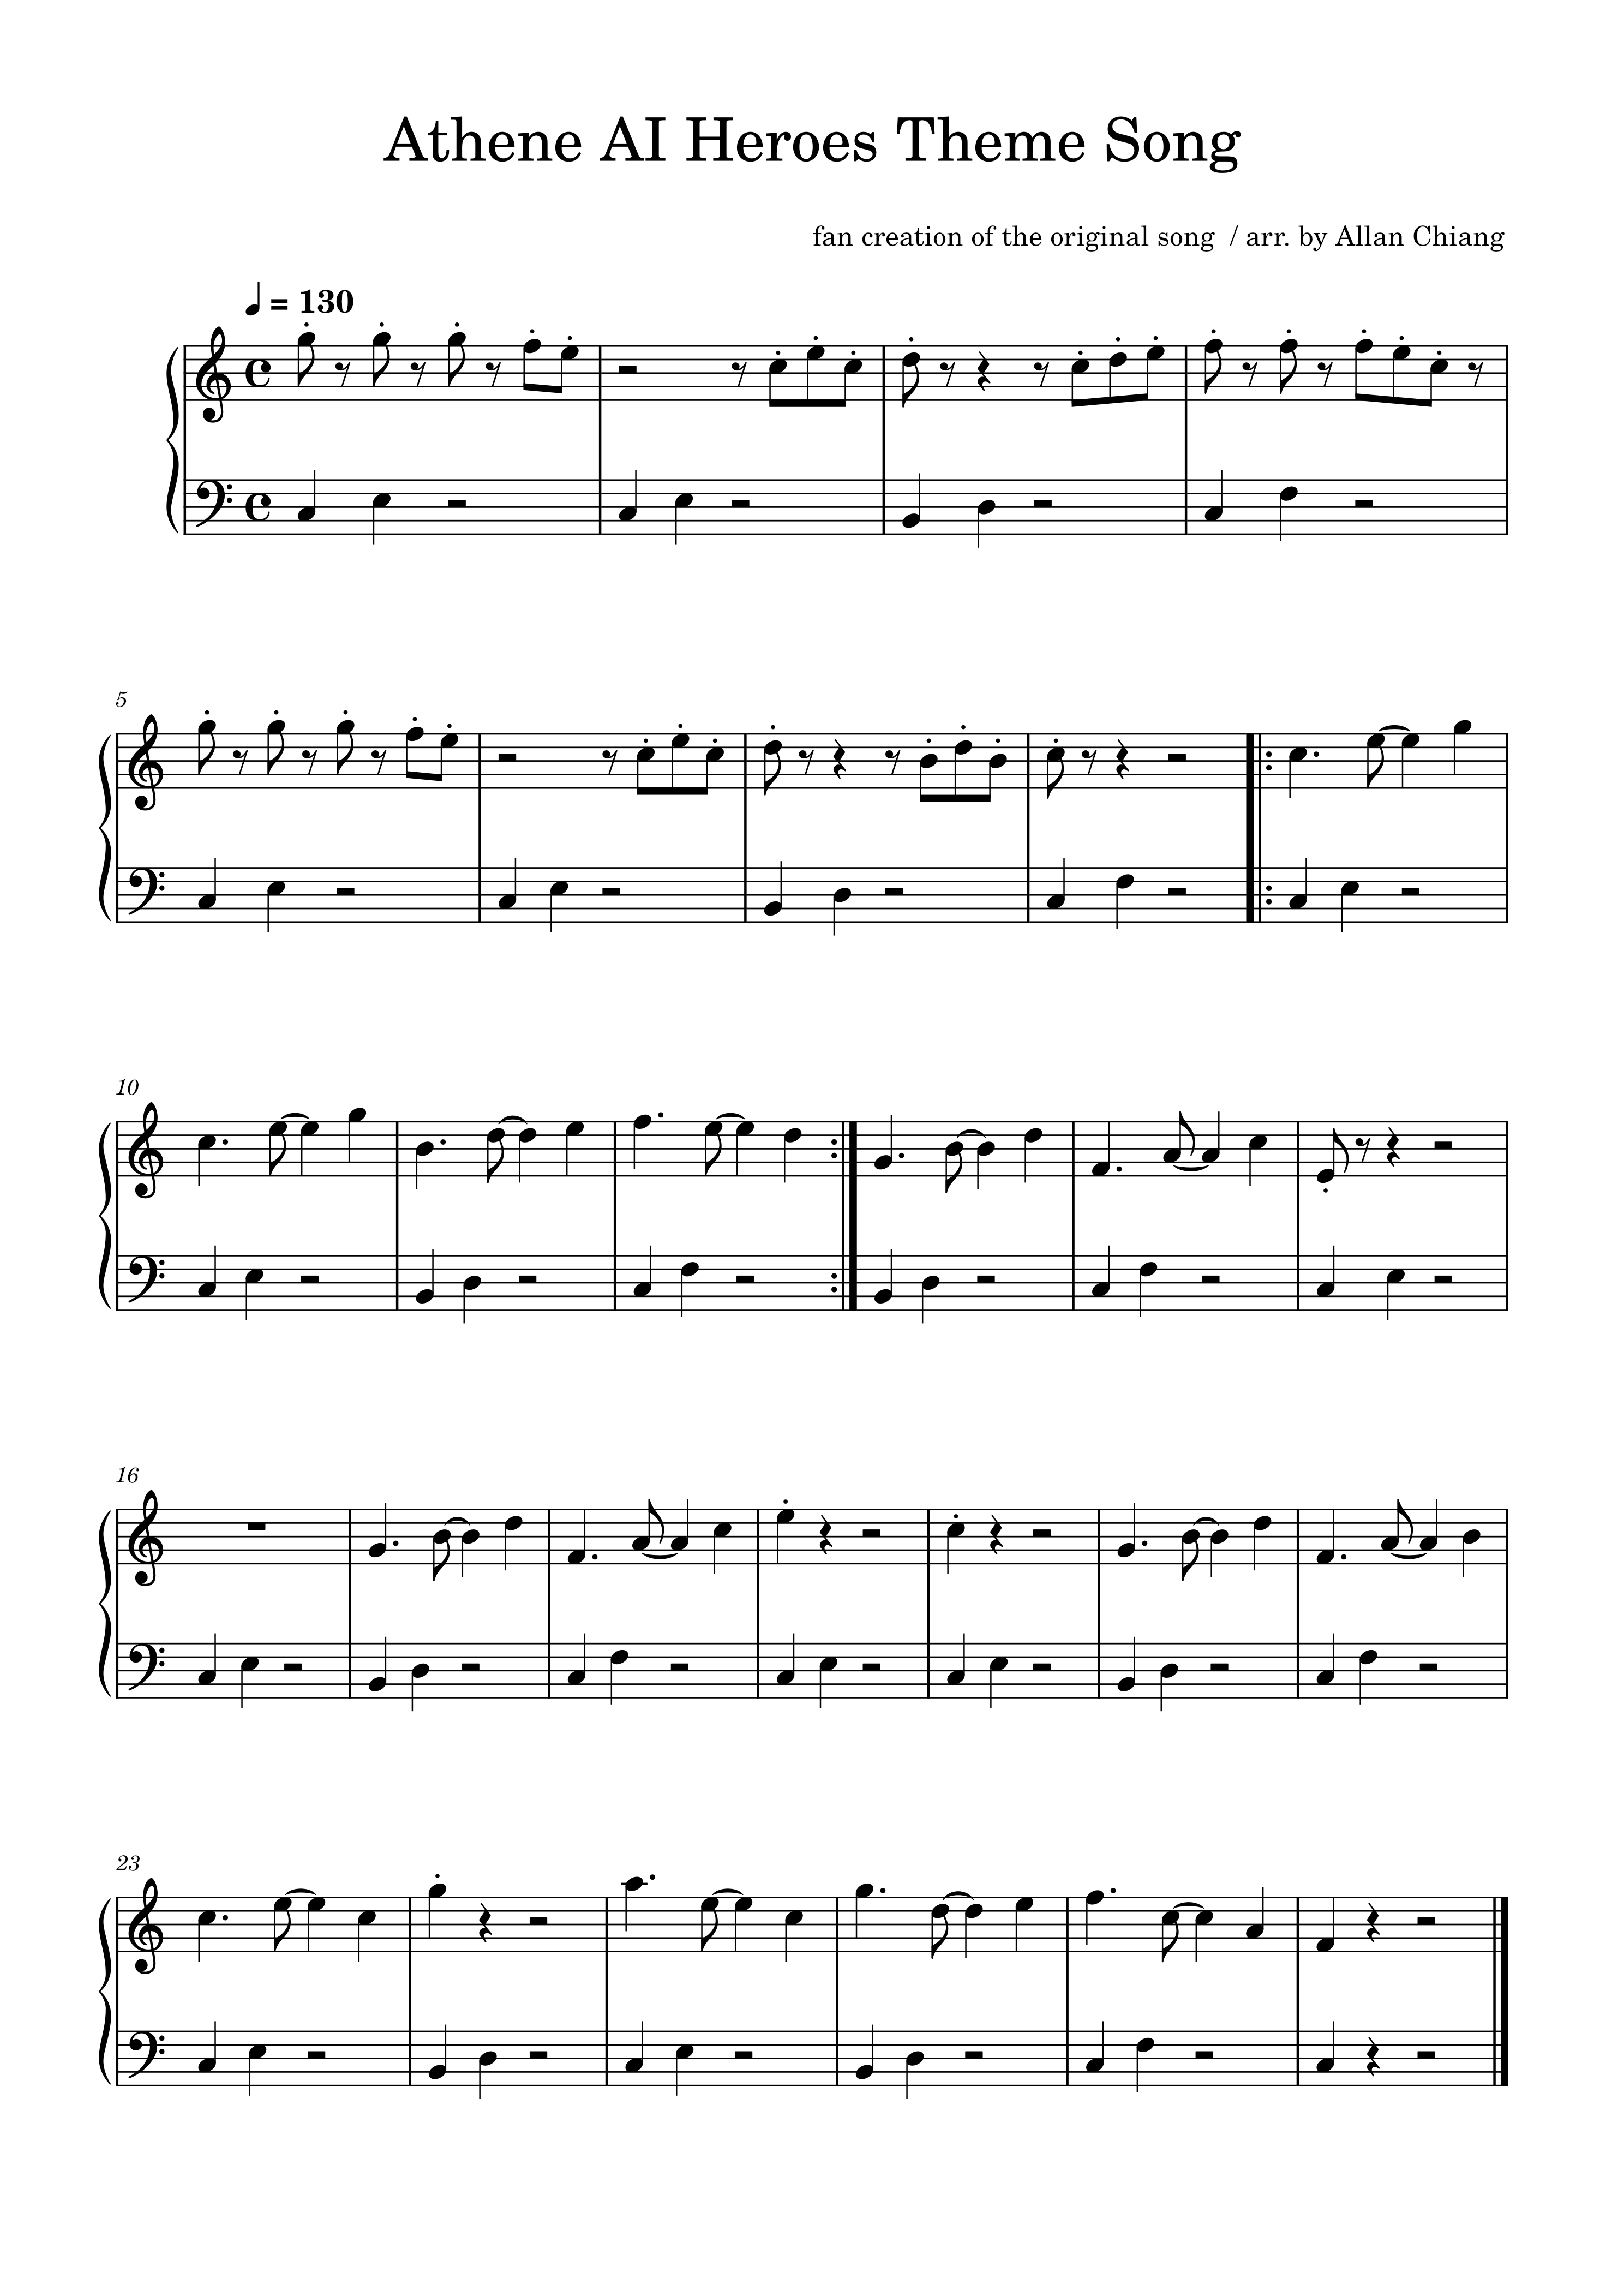 Athene AI Heroes Theme Song
fan creation of the original song / arr. by Allan Chiang
= 130
5
10
16
23